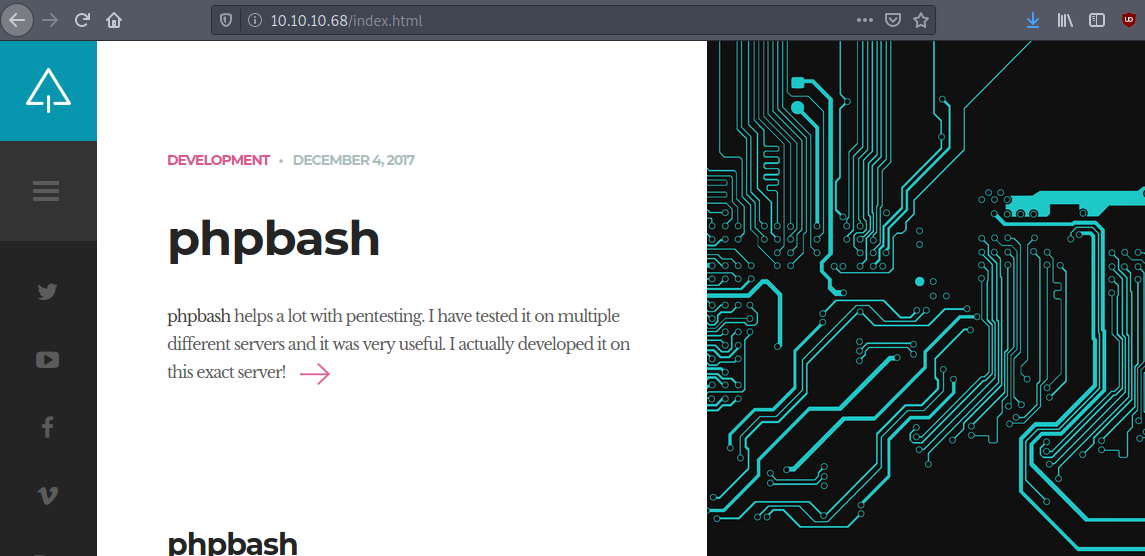 10.10.10.68/index.html
DEVELOPMENT • DECEMBER 4, 2017
phpbash
phpbash helps a lot with pentesting. I have tested it on multiple
different servers and it was very useful. I actually developed it on
this exact server!
phpbash